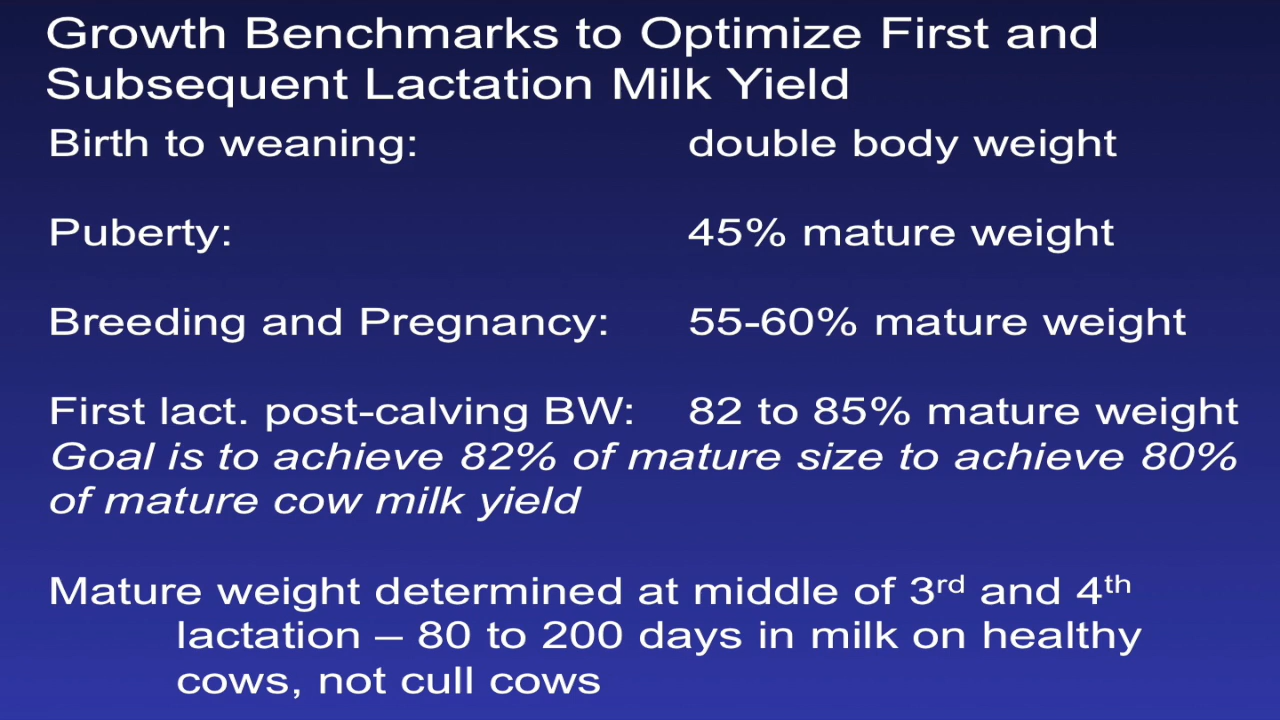 Growth Benchmarks to Optimize First and
Subsequent Lactation Milk Yield
Birth to weaning: double body weight
Puberty: 45% mature weight
Breeding and Pregnancy: 55-60% mature weight
First lact. post-calving BW: 82 to 85% mature weight
Goal is to achieve 82% of mature size to achieve 80%
of mature cow milk yield
Mature weight determined at middle of 3rd and 4th
lactation – 80 to 200 days in milk on healthy
cows, not cull cows